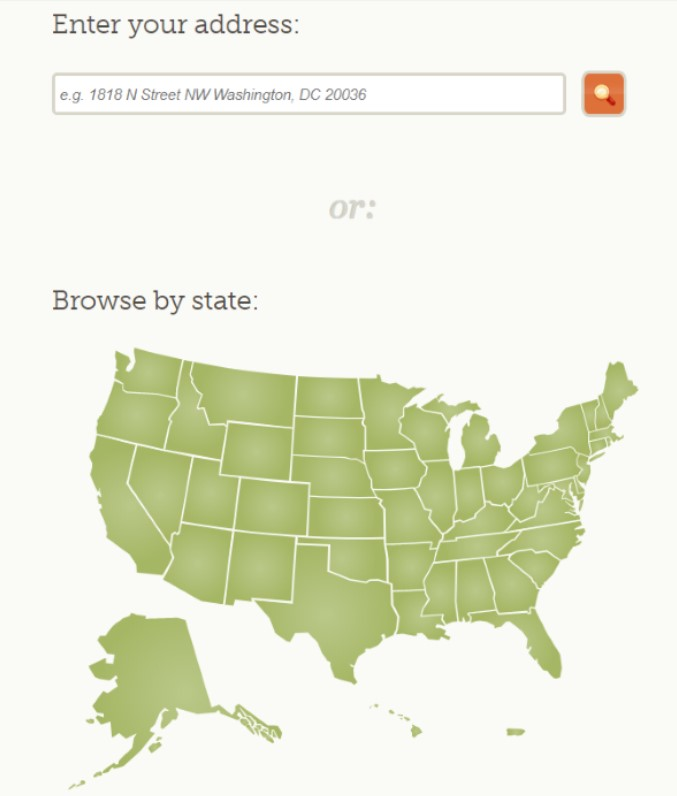 Enter your address:
e.g. 1818 N Street NW Washington, DC 20036
or:
Browse by state: